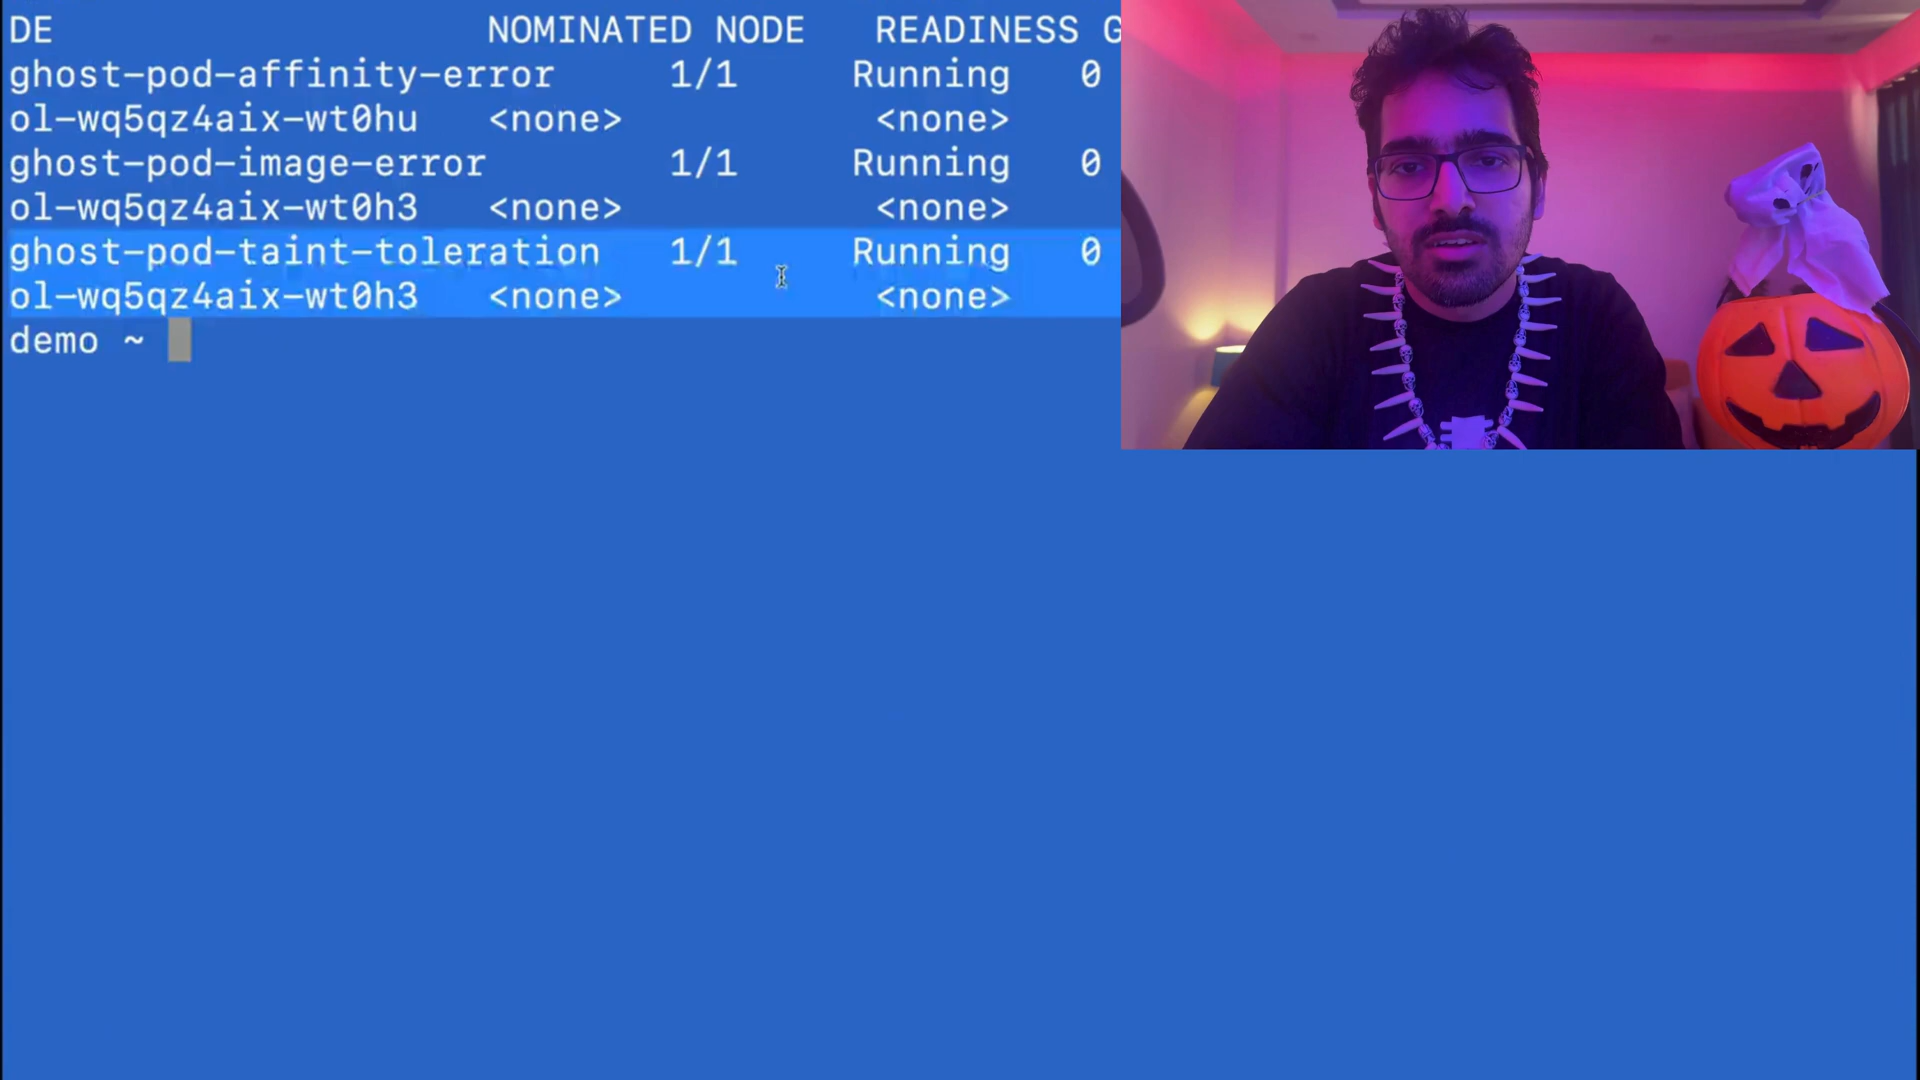 DE NOMINATED NODE READINESS G
ghost-pod-affinity-error 1/1 Running 0
ol-wq5qz4aix-wt0hu <none> <none>
ghost-pod-image-error 1/1 Running 0
ol-wq5qz4aix-wt0h3 <none> <none>
ghost-pod-taint-toleration 1/1 Running 0
ol-wq5qz4aix-wt0h3 <none> <none>
demo ~